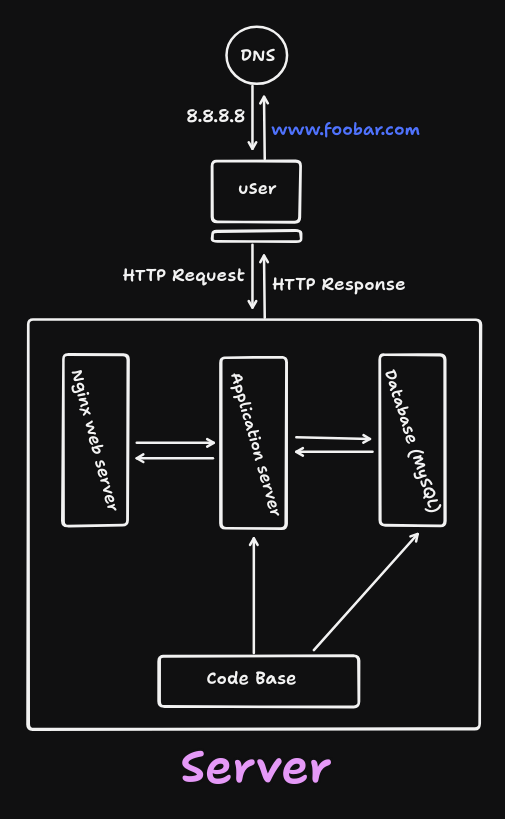 DNS
8.8.8.8
www.foobar.com
user
HTTP Request
HTTP Response
Nginx web server
Application server
Database (MySQL)
Code Base
Server